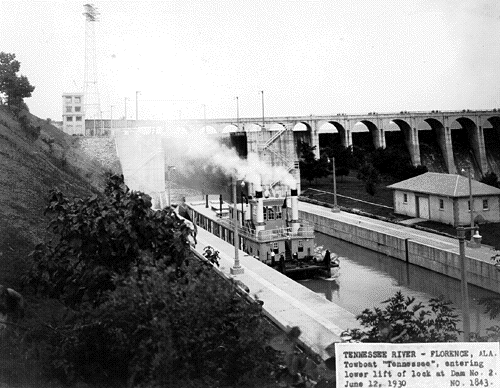 TENNESSEE RIVER - FLORENCE, ALA.
Towboat "Tennessee", entering
lower lift of lock at Dam No. 2.
June 12, 1930 NO. 1849